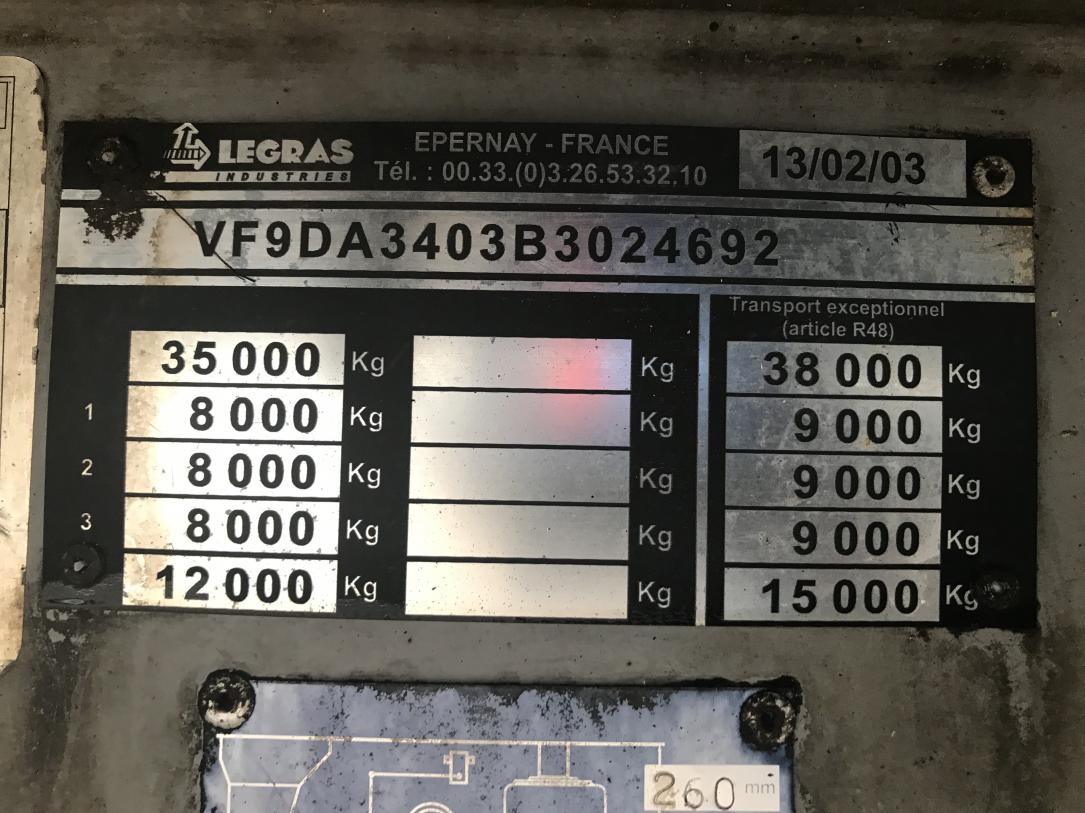 LEGRAS
INDUSTRIES
EPERNAY - FRANCE
Tél. : 00.33.(0)3.26.53.32.10
13/02/03
VF9DA3403B3024692
Transport exceptionnel
(article R48)
35 000 Kg Kg 38 000 Kg
1 8 000 Kg Kg 9 000 Kg
2 8 000 Kg Kg 9 000 Kg
3 8 000 Kg Kg 9 000 Kg
12 000 Kg Kg 15 000 Kg
260 mm